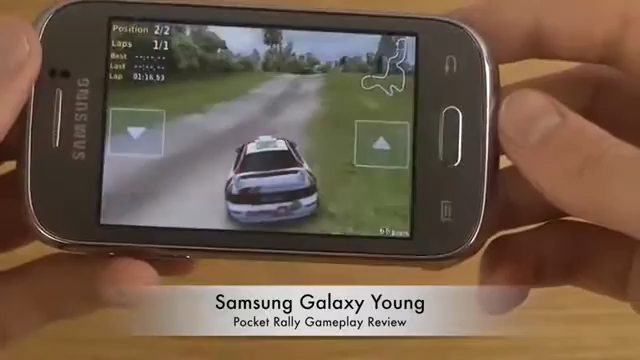 Position 2/2
Laps 1/1
Best --:--.--
Last --:--.--
Lap 01:16.53
SAMSUNG
Samsung Galaxy Young
Pocket Rally Gameplay Review